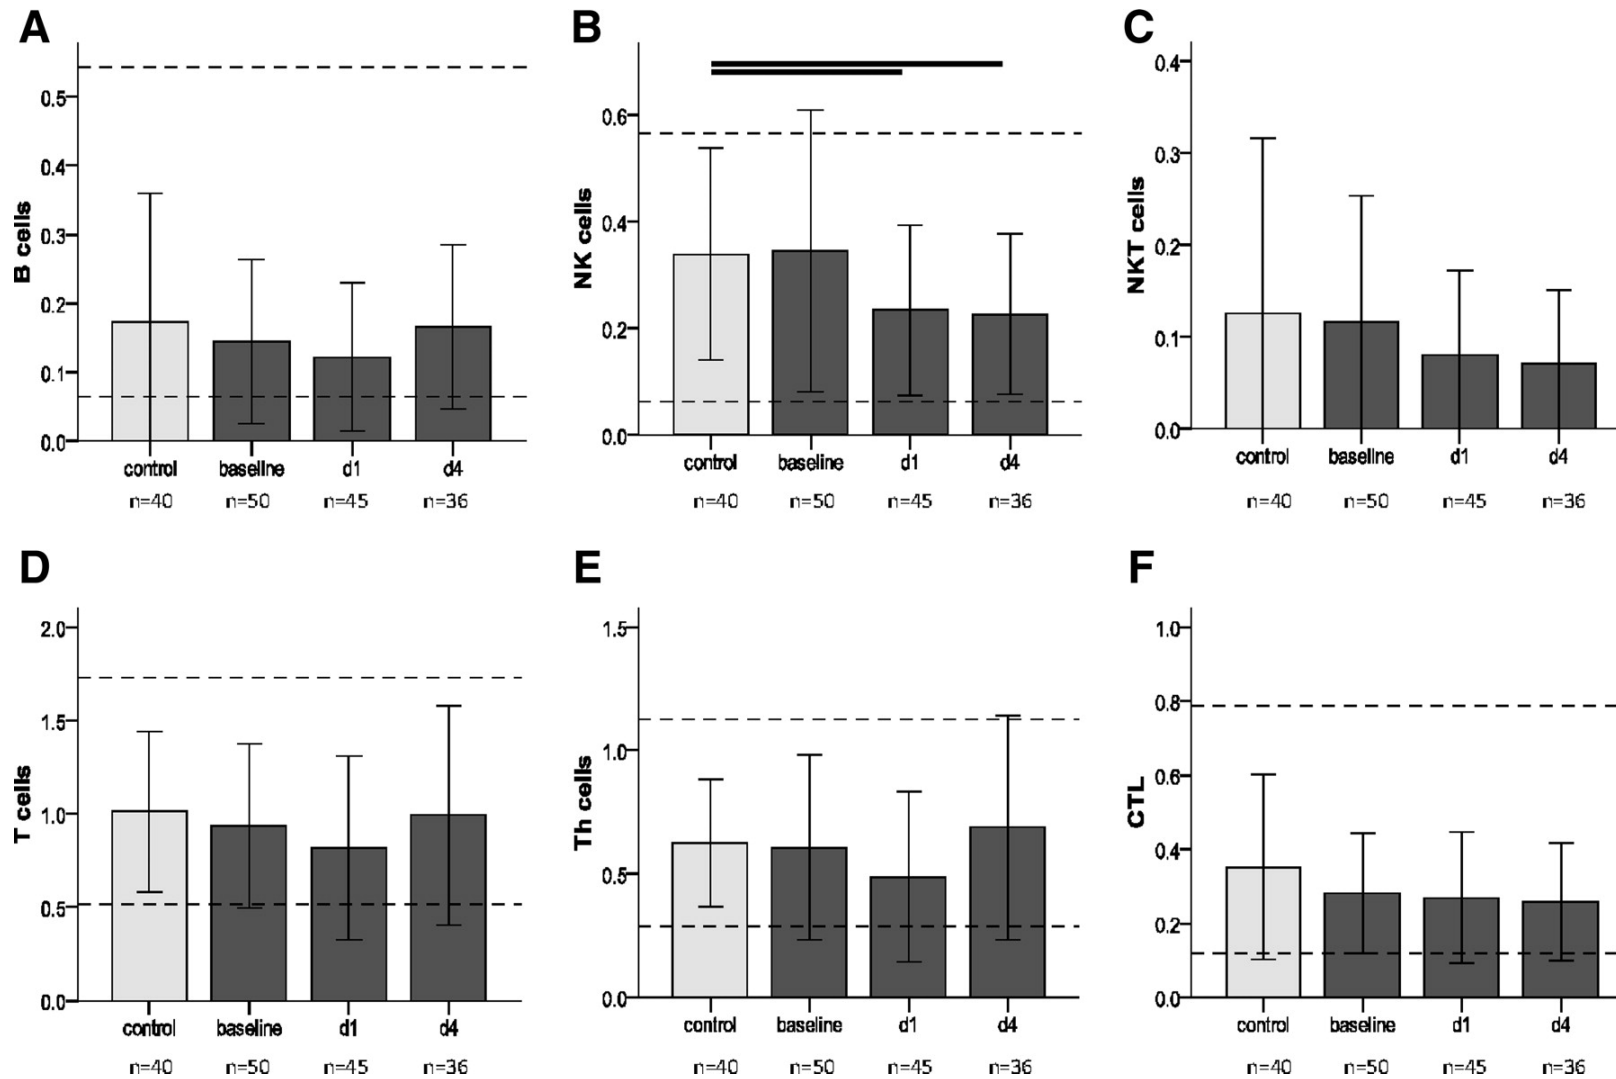 A
B cells
0.5
0.4
0.3
0.2
0.1
0.0
control baseline d1 d4
n=40 n=50 n=45 n=36
B
NK cells
0.6
0.4
0.2
0.0
control baseline d1 d4
n=40 n=50 n=45 n=36
C
NKT cells
0.4
0.3
0.2
0.1
0.0
control baseline d1 d4
n=40 n=50 n=45 n=36
D
T cells
2.0
1.5
1.0
0.5
0.0
control baseline d1 d4
n=40 n=50 n=45 n=36
E
Th cells
1.5
1.0
0.5
0.0
control baseline d1 d4
n=40 n=50 n=45 n=36
F
CTL
1.0
0.8
0.6
0.4
0.2
0.0
control baseline d1 d4
n=40 n=50 n=45 n=36